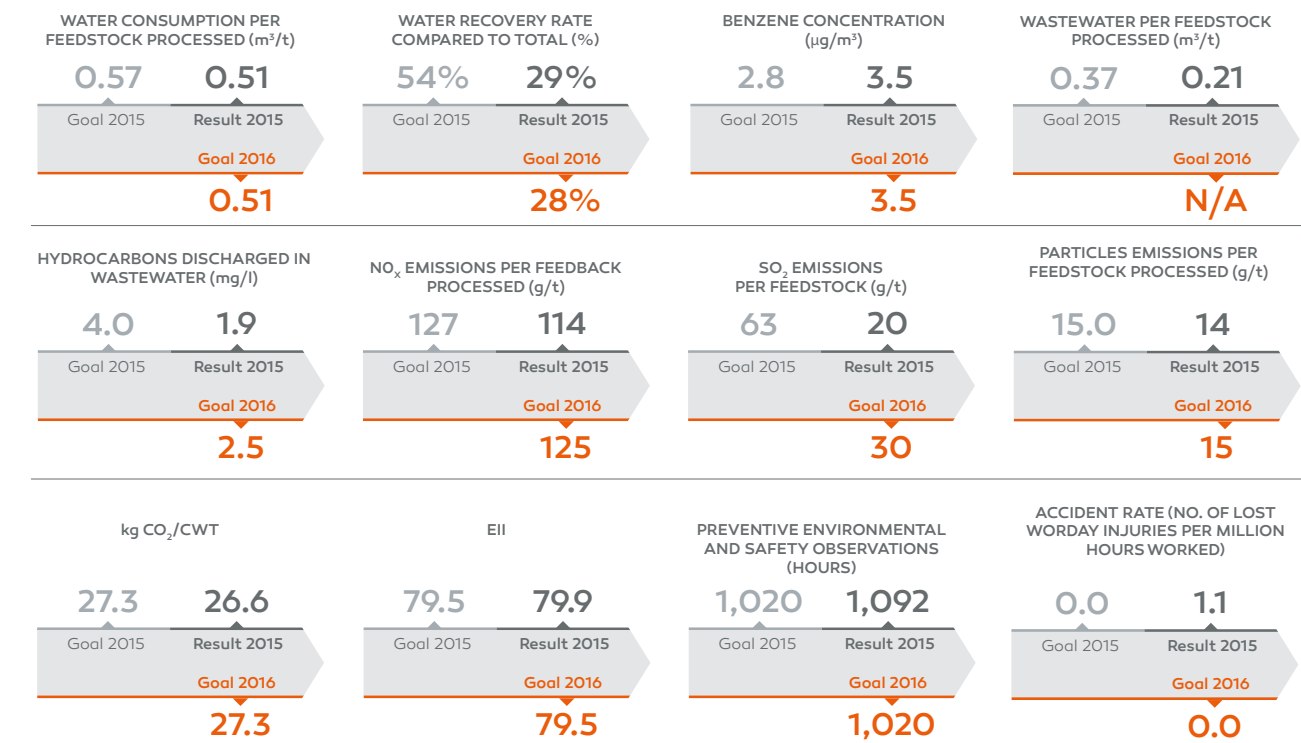 WATER CONSUMPTION PER
FEEDSTOCK PROCESSED (m³/t)
0.57 0.51
Goal 2015 Result 2015
Goal 2016
0.51
WATER RECOVERY RATE
COMPARED TO TOTAL (%)
54% 29%
Goal 2015 Result 2015
Goal 2016
28%
BENZENE CONCENTRATION
(µg/m³)
2.8 3.5
Goal 2015 Result 2015
Goal 2016
3.5
WASTEWATER PER FEEDSTOCK
PROCESSED (m³/t)
0.37 0.21
Goal 2015 Result 2015
Goal 2016
N/A
HYDROCARBONS DISCHARGED IN
WASTEWATER (mg/l)
4.0 1.9
Goal 2015 Result 2015
Goal 2016
2.5
NOₓ EMISSIONS PER FEEDBACK
PROCESSED (g/t)
127 114
Goal 2015 Result 2015
Goal 2016
125
SO₂ EMISSIONS
PER FEEDSTOCK (g/t)
63 20
Goal 2015 Result 2015
Goal 2016
30
PARTICLES EMISSIONS PER
FEEDSTOCK PROCESSED (g/t)
15.0 14
Goal 2015 Result 2015
Goal 2016
15
kg CO₂/CWT
27.3 26.6
Goal 2015 Result 2015
Goal 2016
27.3
EII
79.5 79.9
Goal 2015 Result 2015
Goal 2016
79.5
PREVENTIVE ENVIRONMENTAL
AND SAFETY OBSERVATIONS
(HOURS)
1,020 1,092
Goal 2015 Result 2015
Goal 2016
1,020
ACCIDENT RATE (NO. OF LOST
WORDAY INJURIES PER MILLION
HOURS WORKED)
0.0 1.1
Goal 2015 Result 2015
Goal 2016
0.0